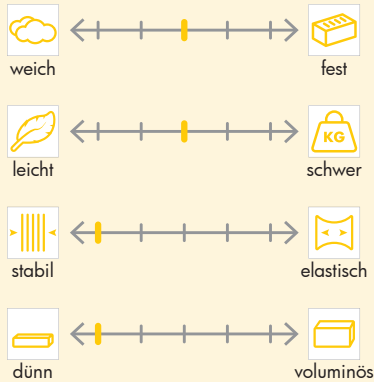 weich
fest
KG
leicht
schwer
stabil
elastisch
dünn
voluminös